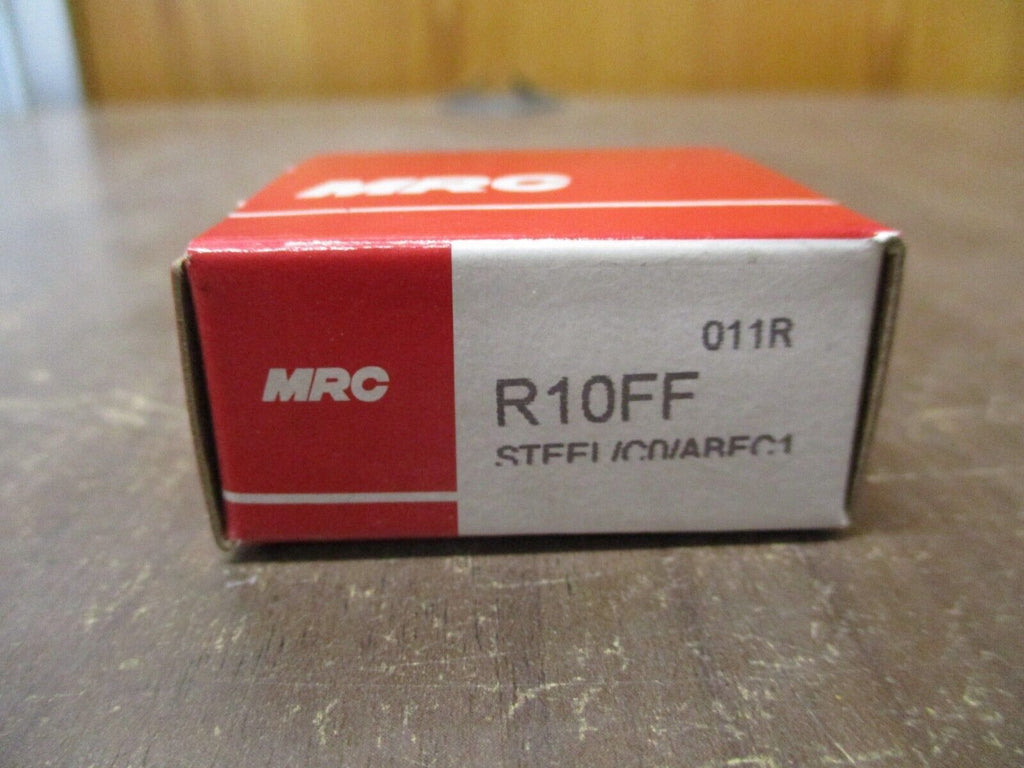 MRC
MRC
011R
R10FF
STEEL/C0/ABEC1